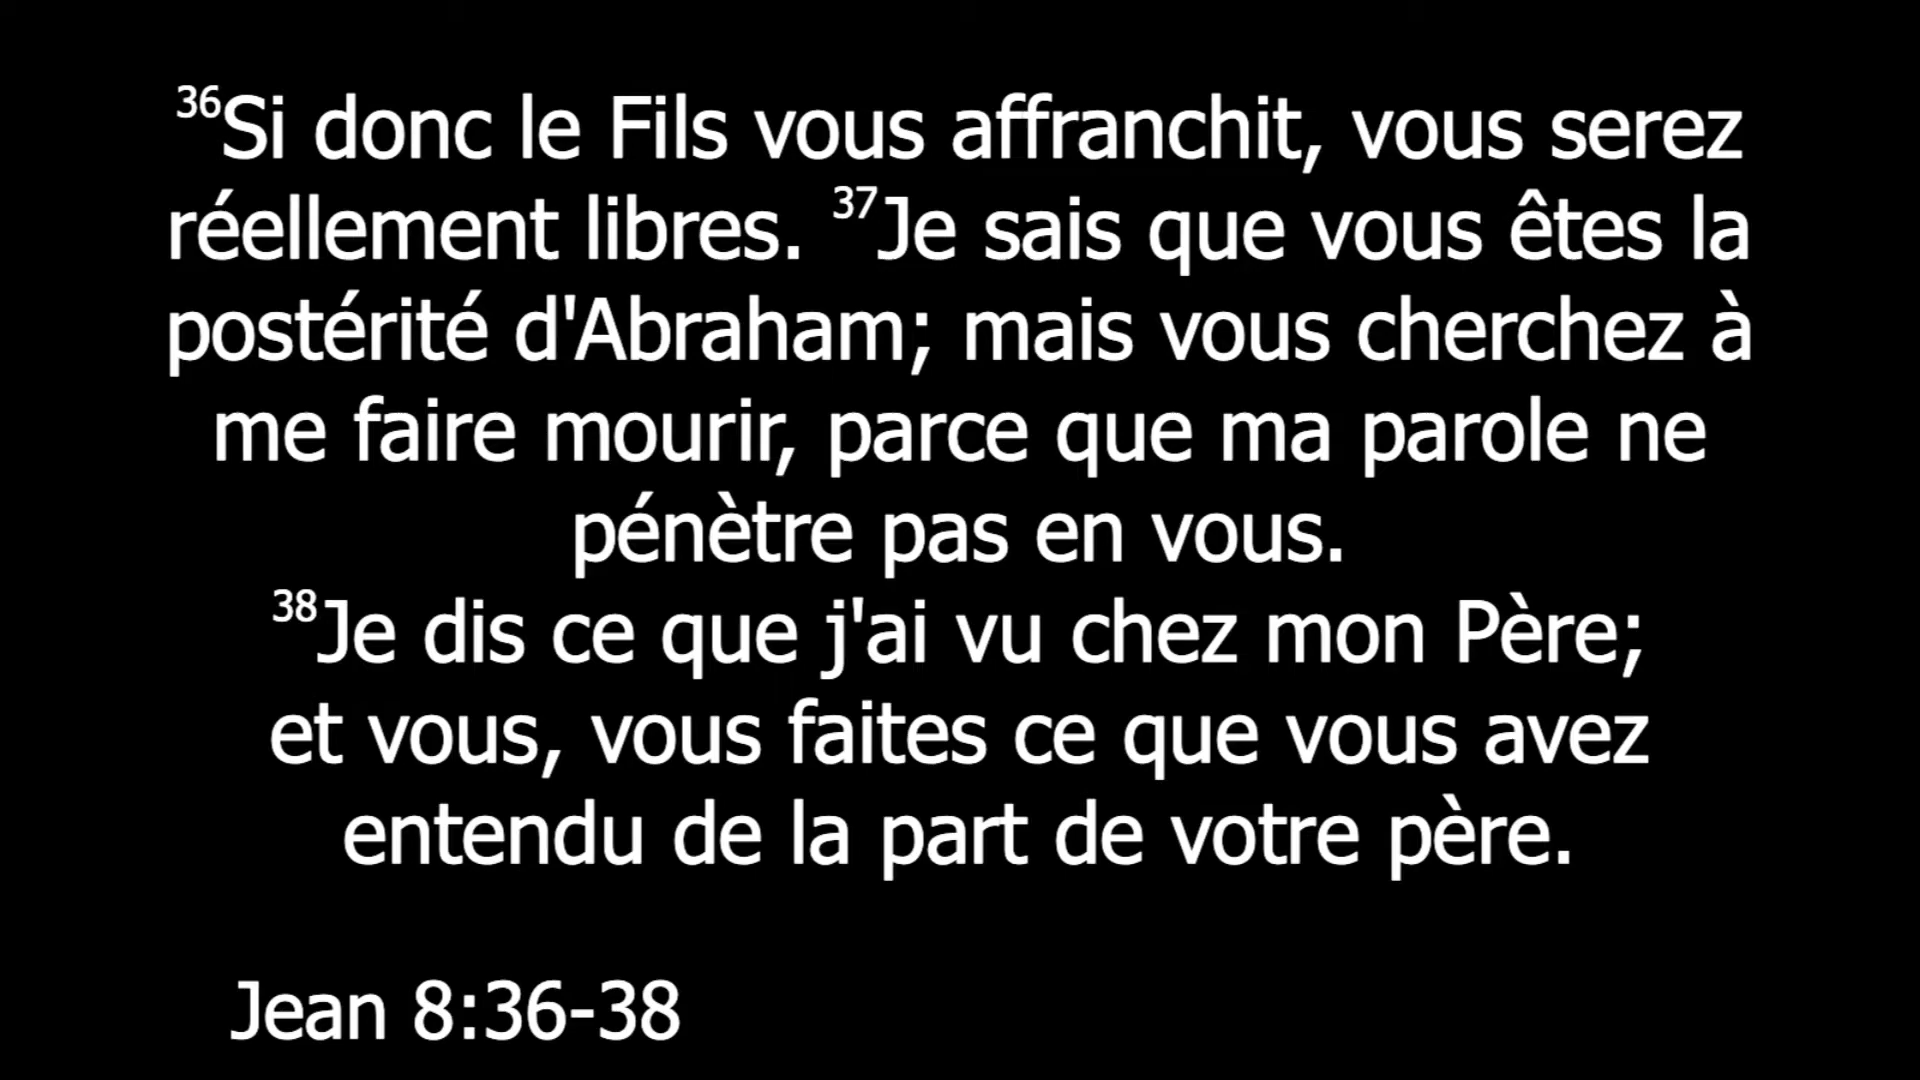 36Si donc le Fils vous affranchit, vous serez
réellement libres. 37Je sais que vous êtes la
postérité d'Abraham; mais vous cherchez à
me faire mourir, parce que ma parole ne
pénètre pas en vous.
38Je dis ce que j'ai vu chez mon Père;
et vous, vous faites ce que vous avez
entendu de la part de votre père.
Jean 8:36-38